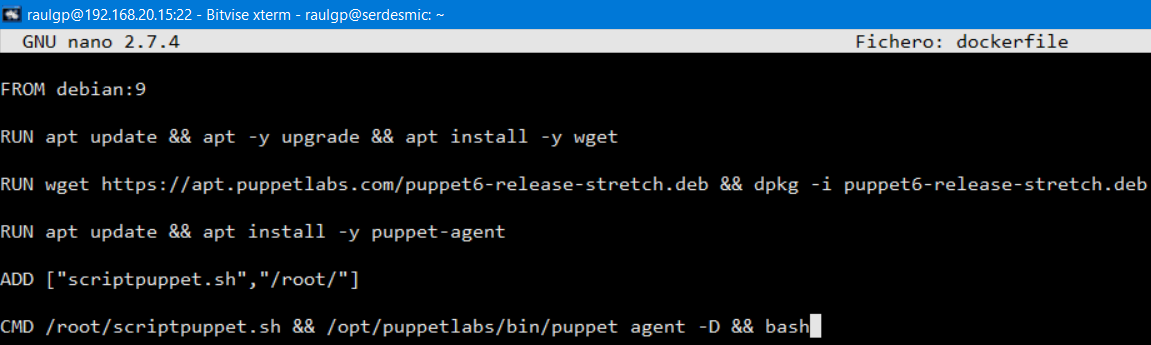 raulgp@192.168.20.15:22 - Bitvise xterm - raulgp@serdesmic: ~
GNU nano 2.7.4 Fichero: dockerfile
FROM debian:9
RUN apt update && apt -y upgrade && apt install -y wget
RUN wget https://apt.puppetlabs.com/puppet6-release-stretch.deb && dpkg -i puppet6-release-stretch.deb
RUN apt update && apt install -y puppet-agent
ADD ["scriptpuppet.sh","/root/"]
CMD /root/scriptpuppet.sh && /opt/puppetlabs/bin/puppet agent -D && bash